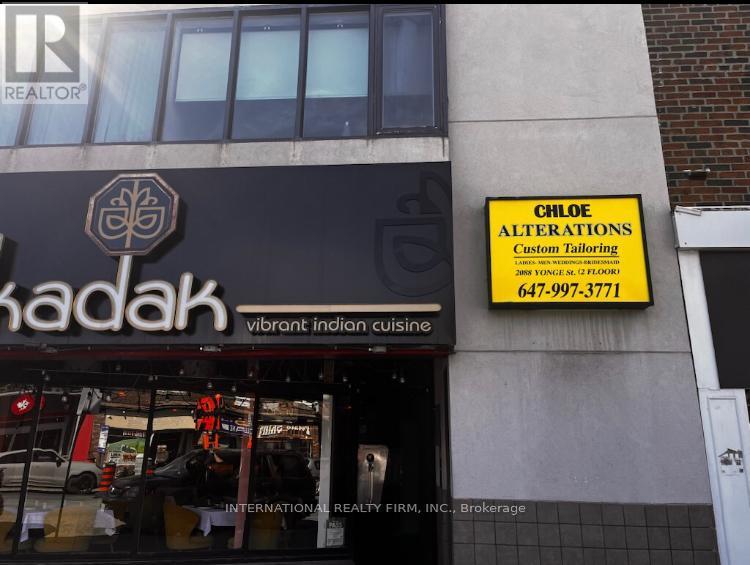 REALTOR®
kadak
vibrant indian cuisine
CHLOE
ALTERATIONS
Custom Tailoring
LADIES- MEN-WEDDINGS-BRIDESMAID
2088 YONGE St. (2 FLOOR)
647-997-3771
INTERNATIONAL REALTY FIRM, INC., Brokerage